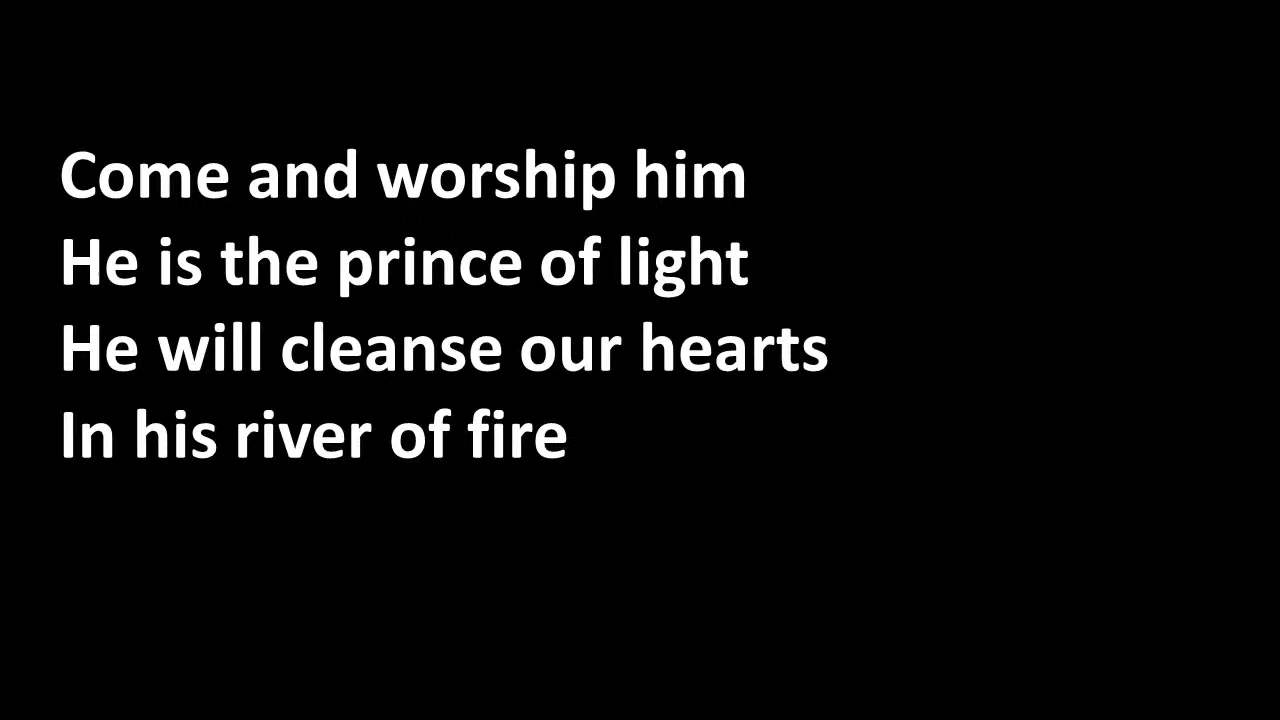 Come and worship him
He is the prince of light
He will cleanse our hearts
In his river of fire